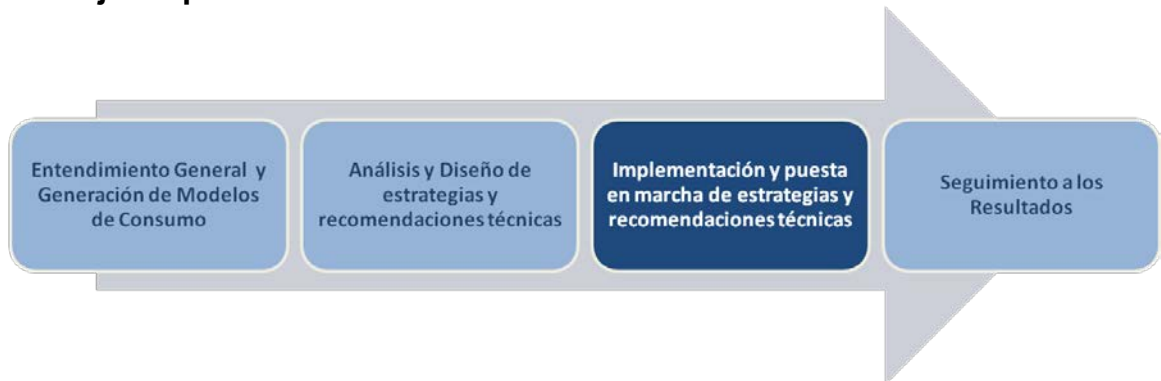 Entendimiento General y
Generación de Modelos
de Consumo
Análisis y Diseño de
estrategias y
recomendaciones técnicas
Implementación y puesta
en marcha de estrategias y
recomendaciones técnicas
Seguimiento a los
Resultados